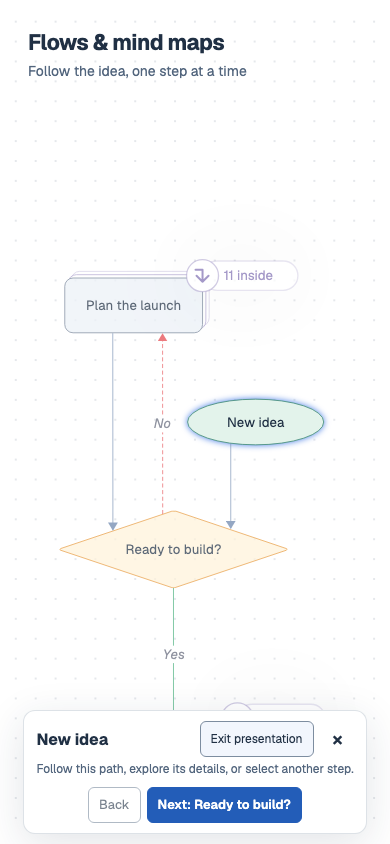 Flows & mind maps
Follow the idea, one step at a time
11 inside
Plan the launch
No
New idea
Ready to build?
Yes
New idea
Exit presentation
×
Follow this path, explore its details, or select another step.
Back
Next: Ready to build?